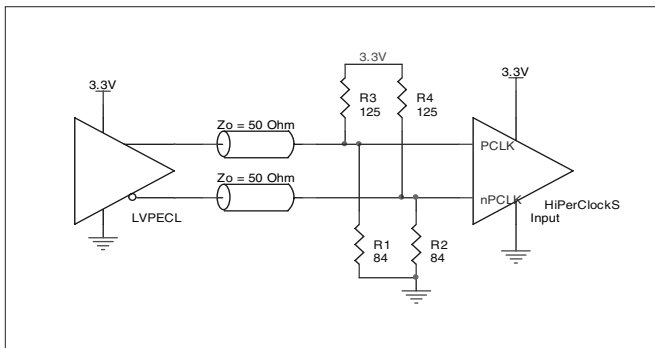 3.3V
3.3V
3.3V
R3
125
R4
125
Zo = 50 Ohm
PCLK
Zo = 50 Ohm
nPCLK
HiPerClockS
Input
LVPECL
R1
84
R2
84